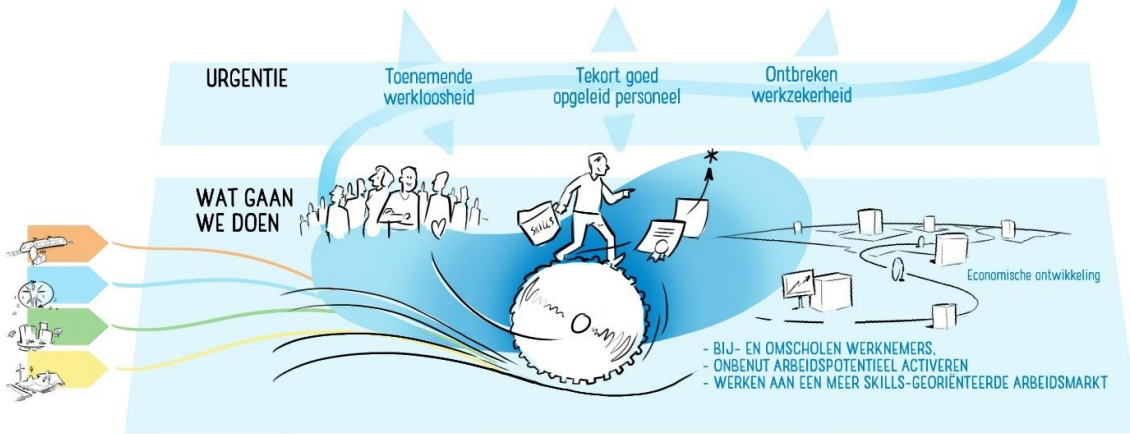 URGENTIE
Toenemende
werkloosheid
Tekort goed
opgeleid personeel
Ontbreken
werkzekerheid
WAT GAAN
WE DOEN
SKILLS
Economische ontwikkeling
- BIJ- EN OMSCHOLEN WERKNEMERS,
- ONBENUT ARBEIDSPOTENTIEEL ACTIVEREN
- WERKEN AAN EEN MEER SKILLS-GEORIËNTEERDE ARBEIDSMARKT